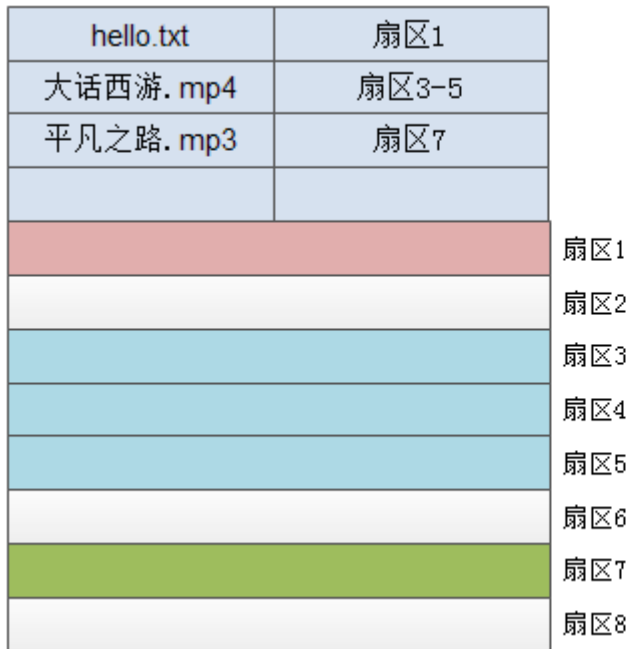 hello.txt 扇区1
大话西游. mp4 扇区3-5
平凡之路. mp3 扇区7
扇区1
扇区2
扇区3
扇区4
扇区5
扇区6
扇区7
扇区8